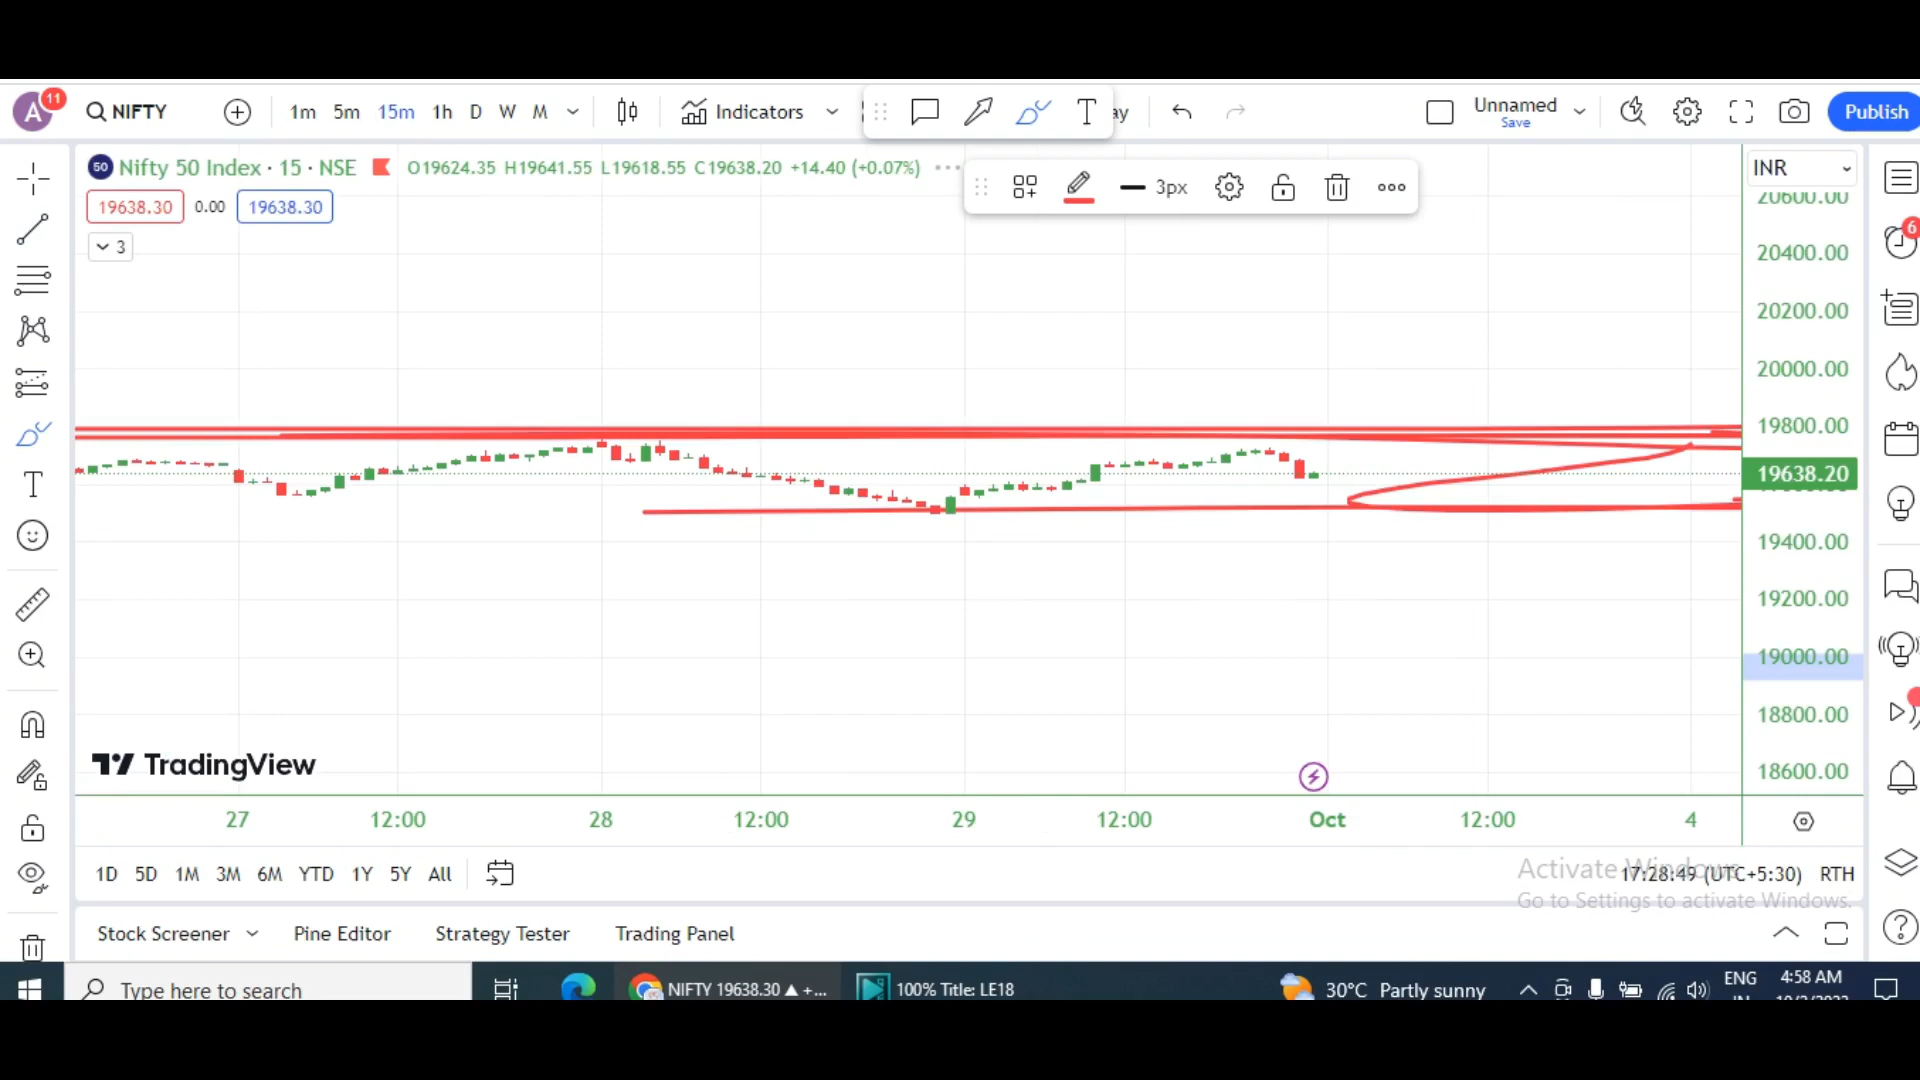 A 11 NIFTY 1m 5m 15m 1h D W M Indicators T ay Unnamed Save Publish
50 Nifty 50 Index · 15 · NSE O19624.35 H19641.55 L19618.55 C19638.20 +14.40 (+0.07%) 3px INR
19638.30 0.00 19638.30
3
20600.00
20400.00
20200.00
20000.00
19800.00
19638.20
19400.00
19200.00
19000.00
18800.00
18600.00
6
TradingView
27 12:00 28 12:00 29 12:00 Oct 12:00 4
1D 5D 1M 3M 6M YTD 1Y 5Y All 17:28:49 (UTC+5:30) RTH
Activate Windows
Go to Settings to activate Windows.
Stock Screener Pine Editor Strategy Tester Trading Panel
Type here to search NIFTY 19638.30 ▲ +... 100% Title: LE18 30°C Partly sunny ENG 4:58 AM